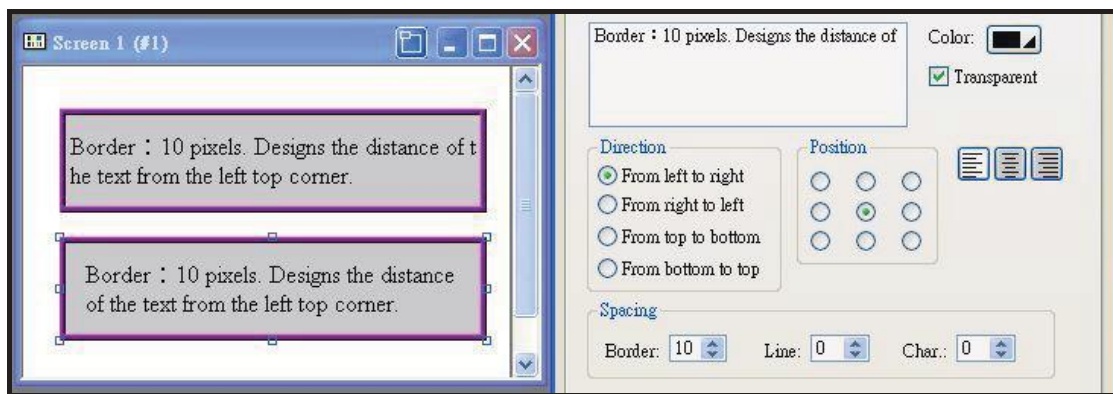 Screen 1 (#1)
Border：10 pixels. Designs the distance of t
he text from the left top corner.
Border：10 pixels. Designs the distance
of the text from the left top corner.
Border：10 pixels. Designs the distance of
Color:
Transparent
Direction
From left to right
From right to left
From top to bottom
From bottom to top
Position
Spacing
Border: 10 Line: 0 Char.: 0